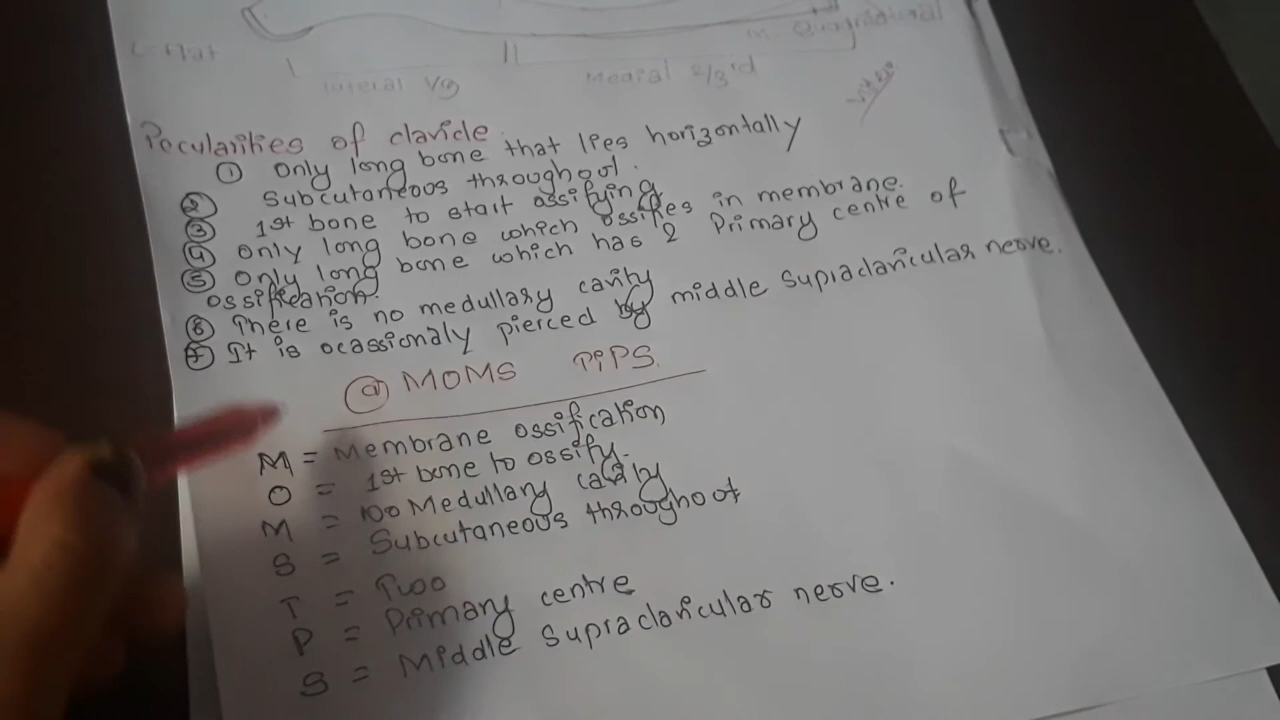 L-Flat
m. Quadrilateral
lateral 1/3
Medial 2/3rd
Pecularities of clavicle
① Only long bone that lies horizontally
② Subcutaneous throughout.
③ 1st bone to start ossifying
④ only long bone which ossifies in membrane.
⑤ only long bone which has 2 Primary centre of
ossification.
⑥ There is no medullary cavity
⑦ It is ocassionaly pierced by middle supraclavicular nerve.
@ MOMS TPS.
M = Membrane ossification
O = 1st bone to ossify.
M = no Medullary cavity
S = Subcutaneous throughout
T = Two
P = Primary centre
S = Middle Supraclavicular nerve.